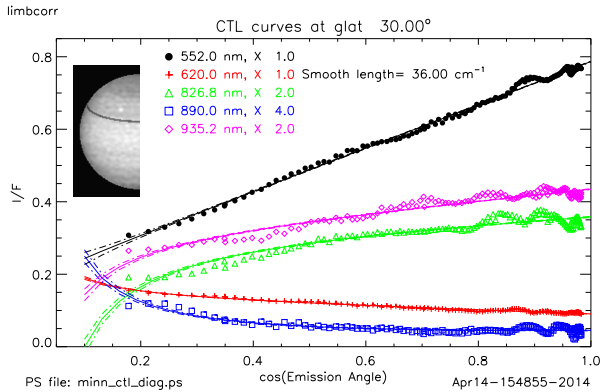 limbcorr
CTL curves at glat 30.00°
552.0 nm, X 1.0
620.0 nm, X 1.0 Smooth length= 36.00 cm⁻¹
826.8 nm, X 2.0
890.0 nm, X 4.0
935.2 nm, X 2.0
0.8
0.6
0.4
0.2
0.0
I/F
0.2 0.4 0.6 0.8 1.0
cos(Emission Angle)
PS file: minn_ctl_diag.ps Apr14-154855-2014